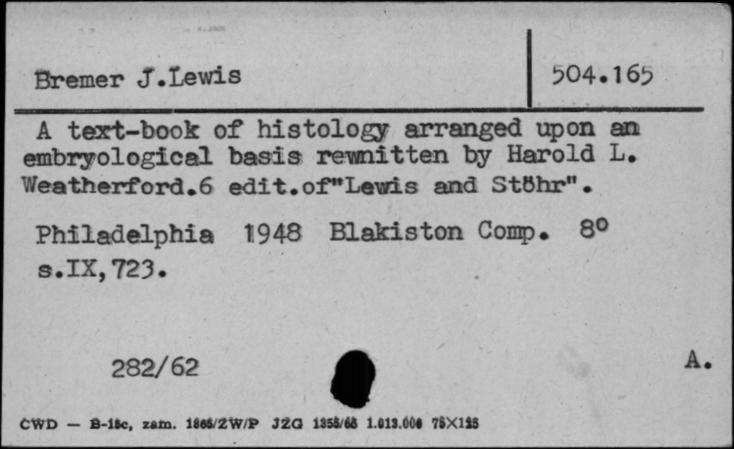 Bremer J.Lewis
504.165
A text-book of histology arranged upon an
embryological basis rewnitten by Harold L.
Weatherford.6 edit.of"Lewis and Stöhr".
Philadelphia 1948 Blakiston Comp. 8º
s.IX,723.
282/62
A.
CWD — B-18c, zam. 1868/ZW/P JZG 1358/68 1.013.000 75X125